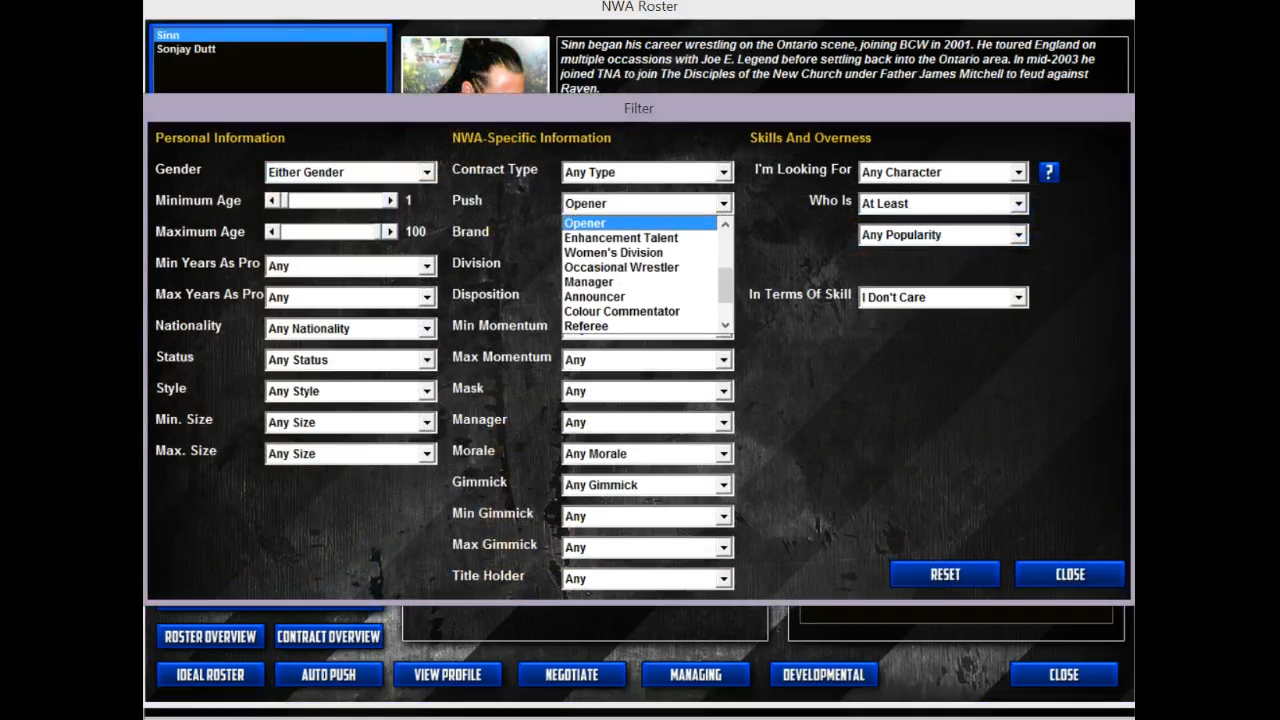 NWA Roster
Sinn
Sonjay Dutt
Sinn began his career wrestling on the Ontario scene, joining BCW in 2001. He toured England on
multiple occassions with Joe E. Legend before settling back into the Ontario area. In mid-2003 he
joined TNA to join The Disciples of the New Church under Father James Mitchell to feud against
Raven.
Filter
Personal Information
Gender Either Gender
Minimum Age 1
Maximum Age 100
Min Years As Pro Any
Max Years As Pro Any
Nationality Any Nationality
Status Any Status
Style Any Style
Min. Size Any Size
Max. Size Any Size
NWA-Specific Information
Contract Type Any Type
Push Opener
Opener
Enhancement Talent
Women's Division
Occasional Wrestler
Manager
Announcer
Colour Commentator
Referee
Brand
Division
Disposition
Min Momentum
Max Momentum Any
Mask Any
Manager Any
Morale Any Morale
Gimmick Any Gimmick
Min Gimmick Any
Max Gimmick Any
Title Holder Any
Skills And Overness
I'm Looking For Any Character ?
Who Is At Least
Any Popularity
In Terms Of Skill I Don't Care
RESET CLOSE
ROSTER OVERVIEW CONTRACT OVERVIEW
IDEAL ROSTER AUTO PUSH VIEW PROFILE NEGOTIATE MANAGING DEVELOPMENTAL CLOSE